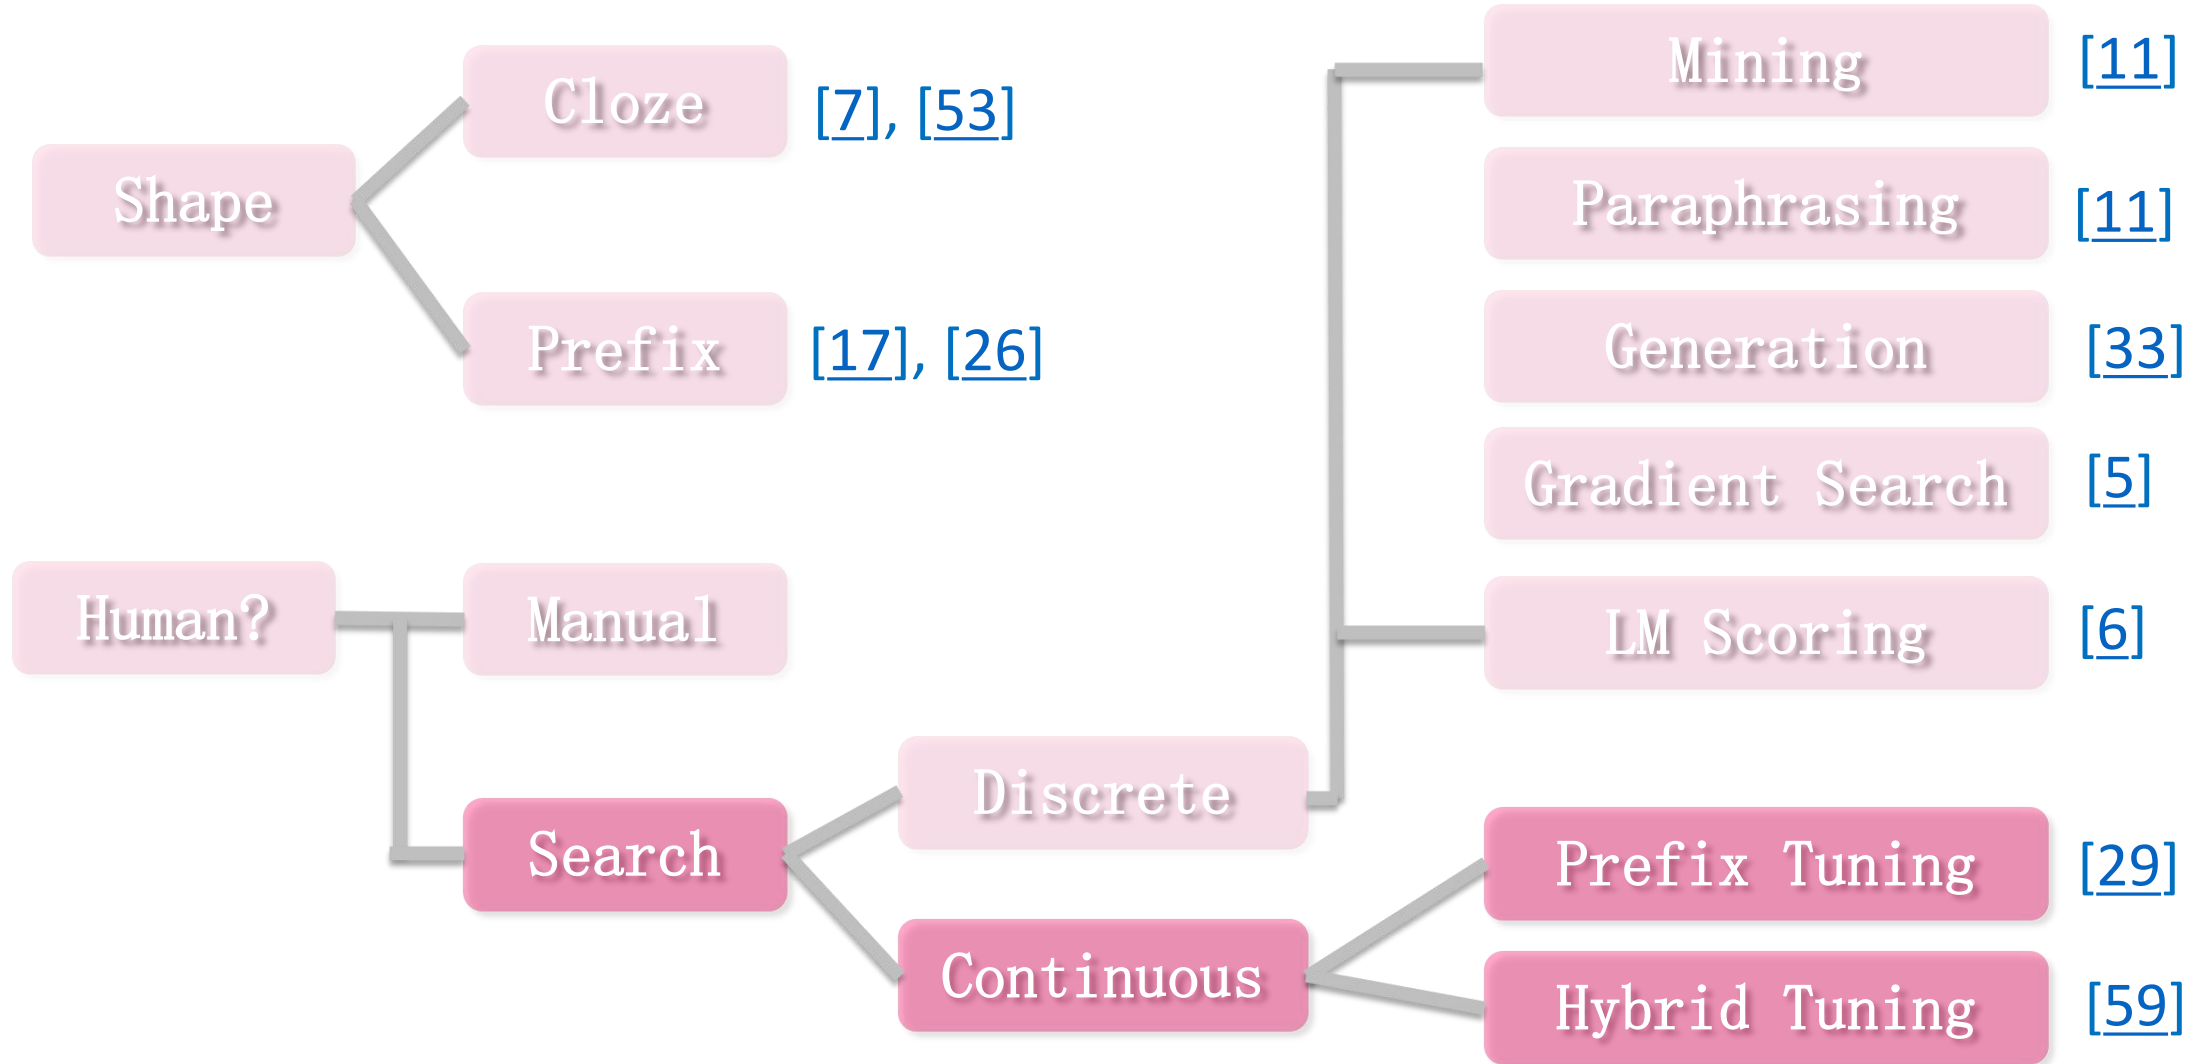 Shape
Cloze [7], [53]
Prefix [17], [26]
Human?
Manual
Search
Discrete
Mining [11]
Paraphrasing [11]
Generation [33]
Gradient Search [5]
LM Scoring [6]
Continuous
Prefix Tuning [29]
Hybrid Tuning [59]